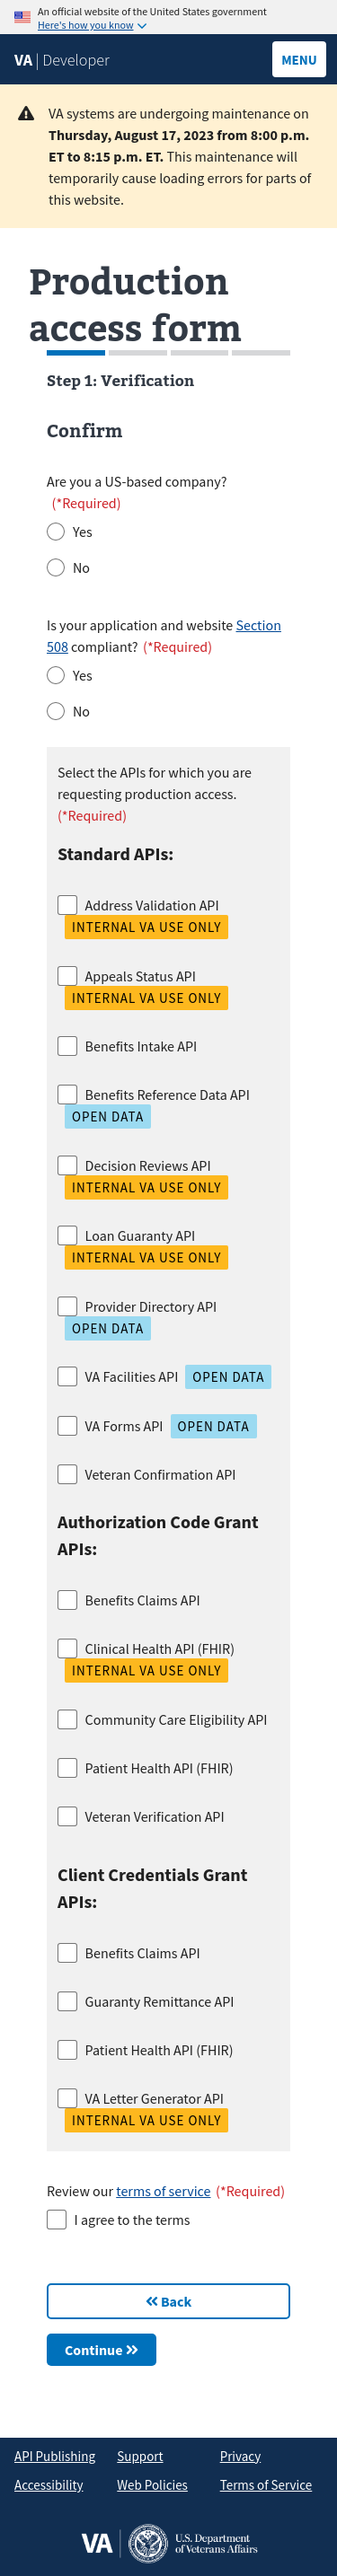 An official website of the United States government
Here's how you know
VA | Developer
MENU
VA systems are undergoing maintenance on
Thursday, August 17, 2023 from 8:00 p.m.
ET to 8:15 p.m. ET. This maintenance will
temporarily cause loading errors for parts of
this website.
Production
access form
Step 1: Verification
Confirm
Are you a US-based company?
(*Required)
Yes
No
Is your application and website Section
508 compliant? (*Required)
Yes
No
Select the APIs for which you are
requesting production access.
(*Required)
Standard APIs:
Address Validation API
INTERNAL VA USE ONLY
Appeals Status API
INTERNAL VA USE ONLY
Benefits Intake API
Benefits Reference Data API
OPEN DATA
Decision Reviews API
INTERNAL VA USE ONLY
Loan Guaranty API
INTERNAL VA USE ONLY
Provider Directory API
OPEN DATA
VA Facilities API OPEN DATA
VA Forms API OPEN DATA
Veteran Confirmation API
Authorization Code Grant
APIs:
Benefits Claims API
Clinical Health API (FHIR)
INTERNAL VA USE ONLY
Community Care Eligibility API
Patient Health API (FHIR)
Veteran Verification API
Client Credentials Grant
APIs:
Benefits Claims API
Guaranty Remittance API
Patient Health API (FHIR)
VA Letter Generator API
INTERNAL VA USE ONLY
Review our terms of service (*Required)
I agree to the terms
Back
Continue
API Publishing Support Privacy
Accessibility Web Policies Terms of Service
VA U.S. Department
of Veterans Affairs